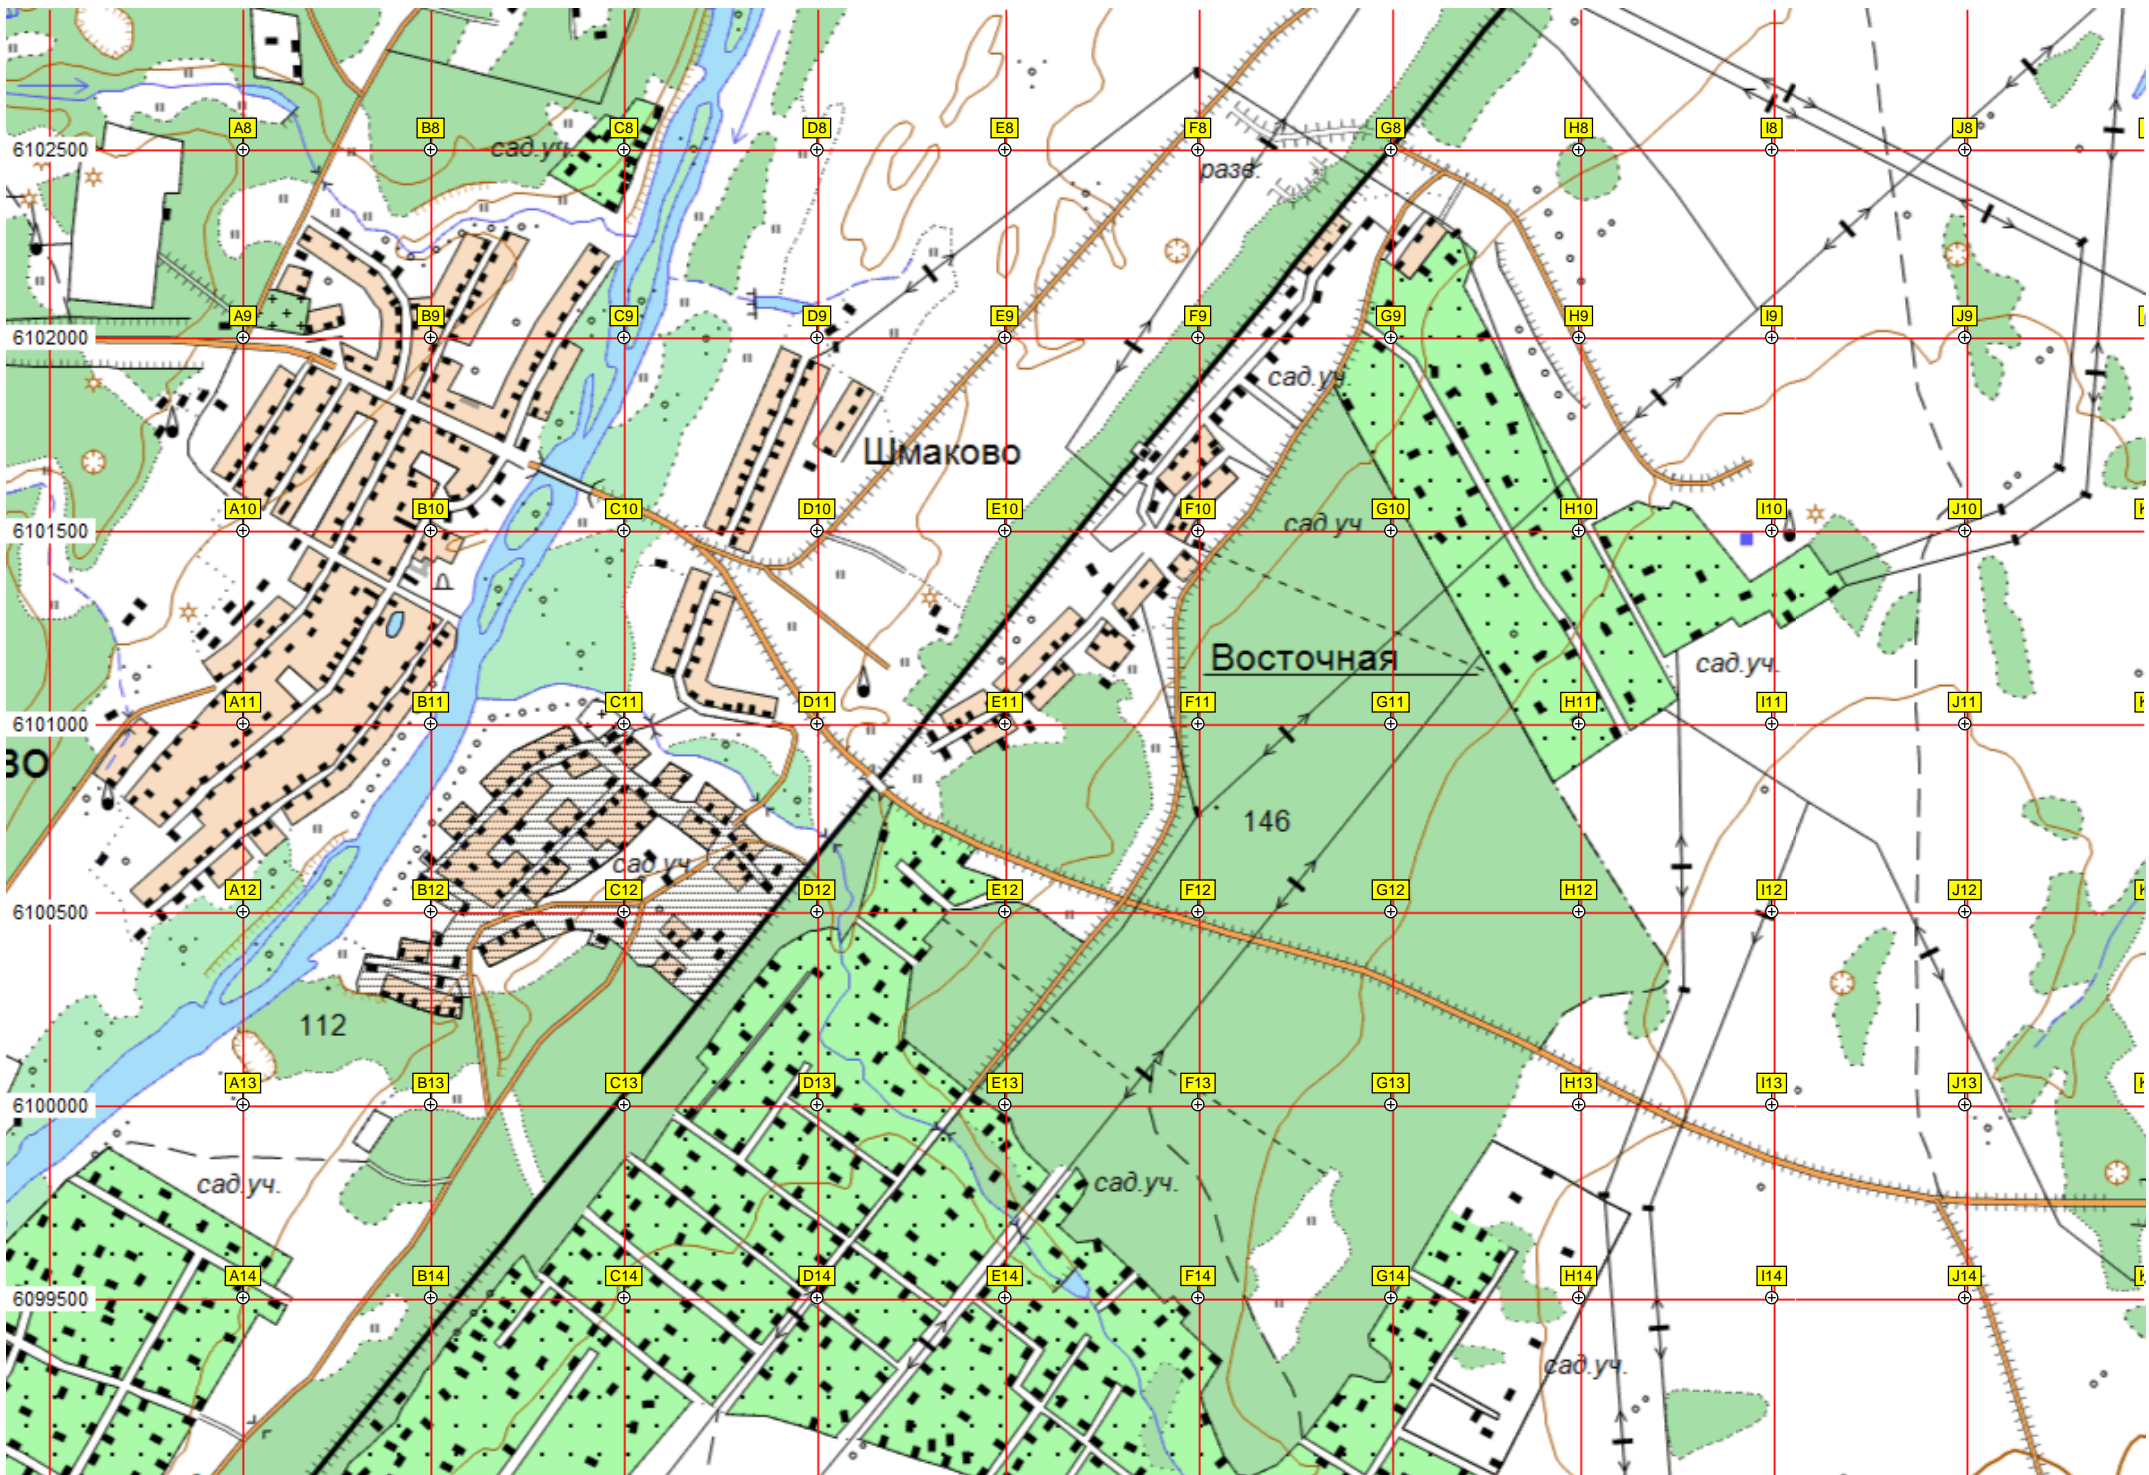 A8 B8 C8 D8 E8 F8 G8 H8 I8 J8
6102500
сад.уч.
разв.
A9 B9 C9 D9 E9 F9 G9 H9 I9 J9
6102000
сад.уч.
Шмаково
A10 B10 C10 D10 E10 F10 G10 H10 I10 J10
6101500
сад.уч
Восточная
сад.уч.
A11 B11 C11 D11 E11 F11 G11 H11 I11 J11
6101000
ВО
146
сад.уч.
A12 B12 C12 D12 E12 F12 G12 H12 I12 J12
6100500
112
A13 B13 C13 D13 E13 F13 G13 H13 I13 J13
6100000
сад.уч.
сад.уч.
A14 B14 C14 D14 E14 F14 G14 H14 I14 J14
6099500
сад.уч.